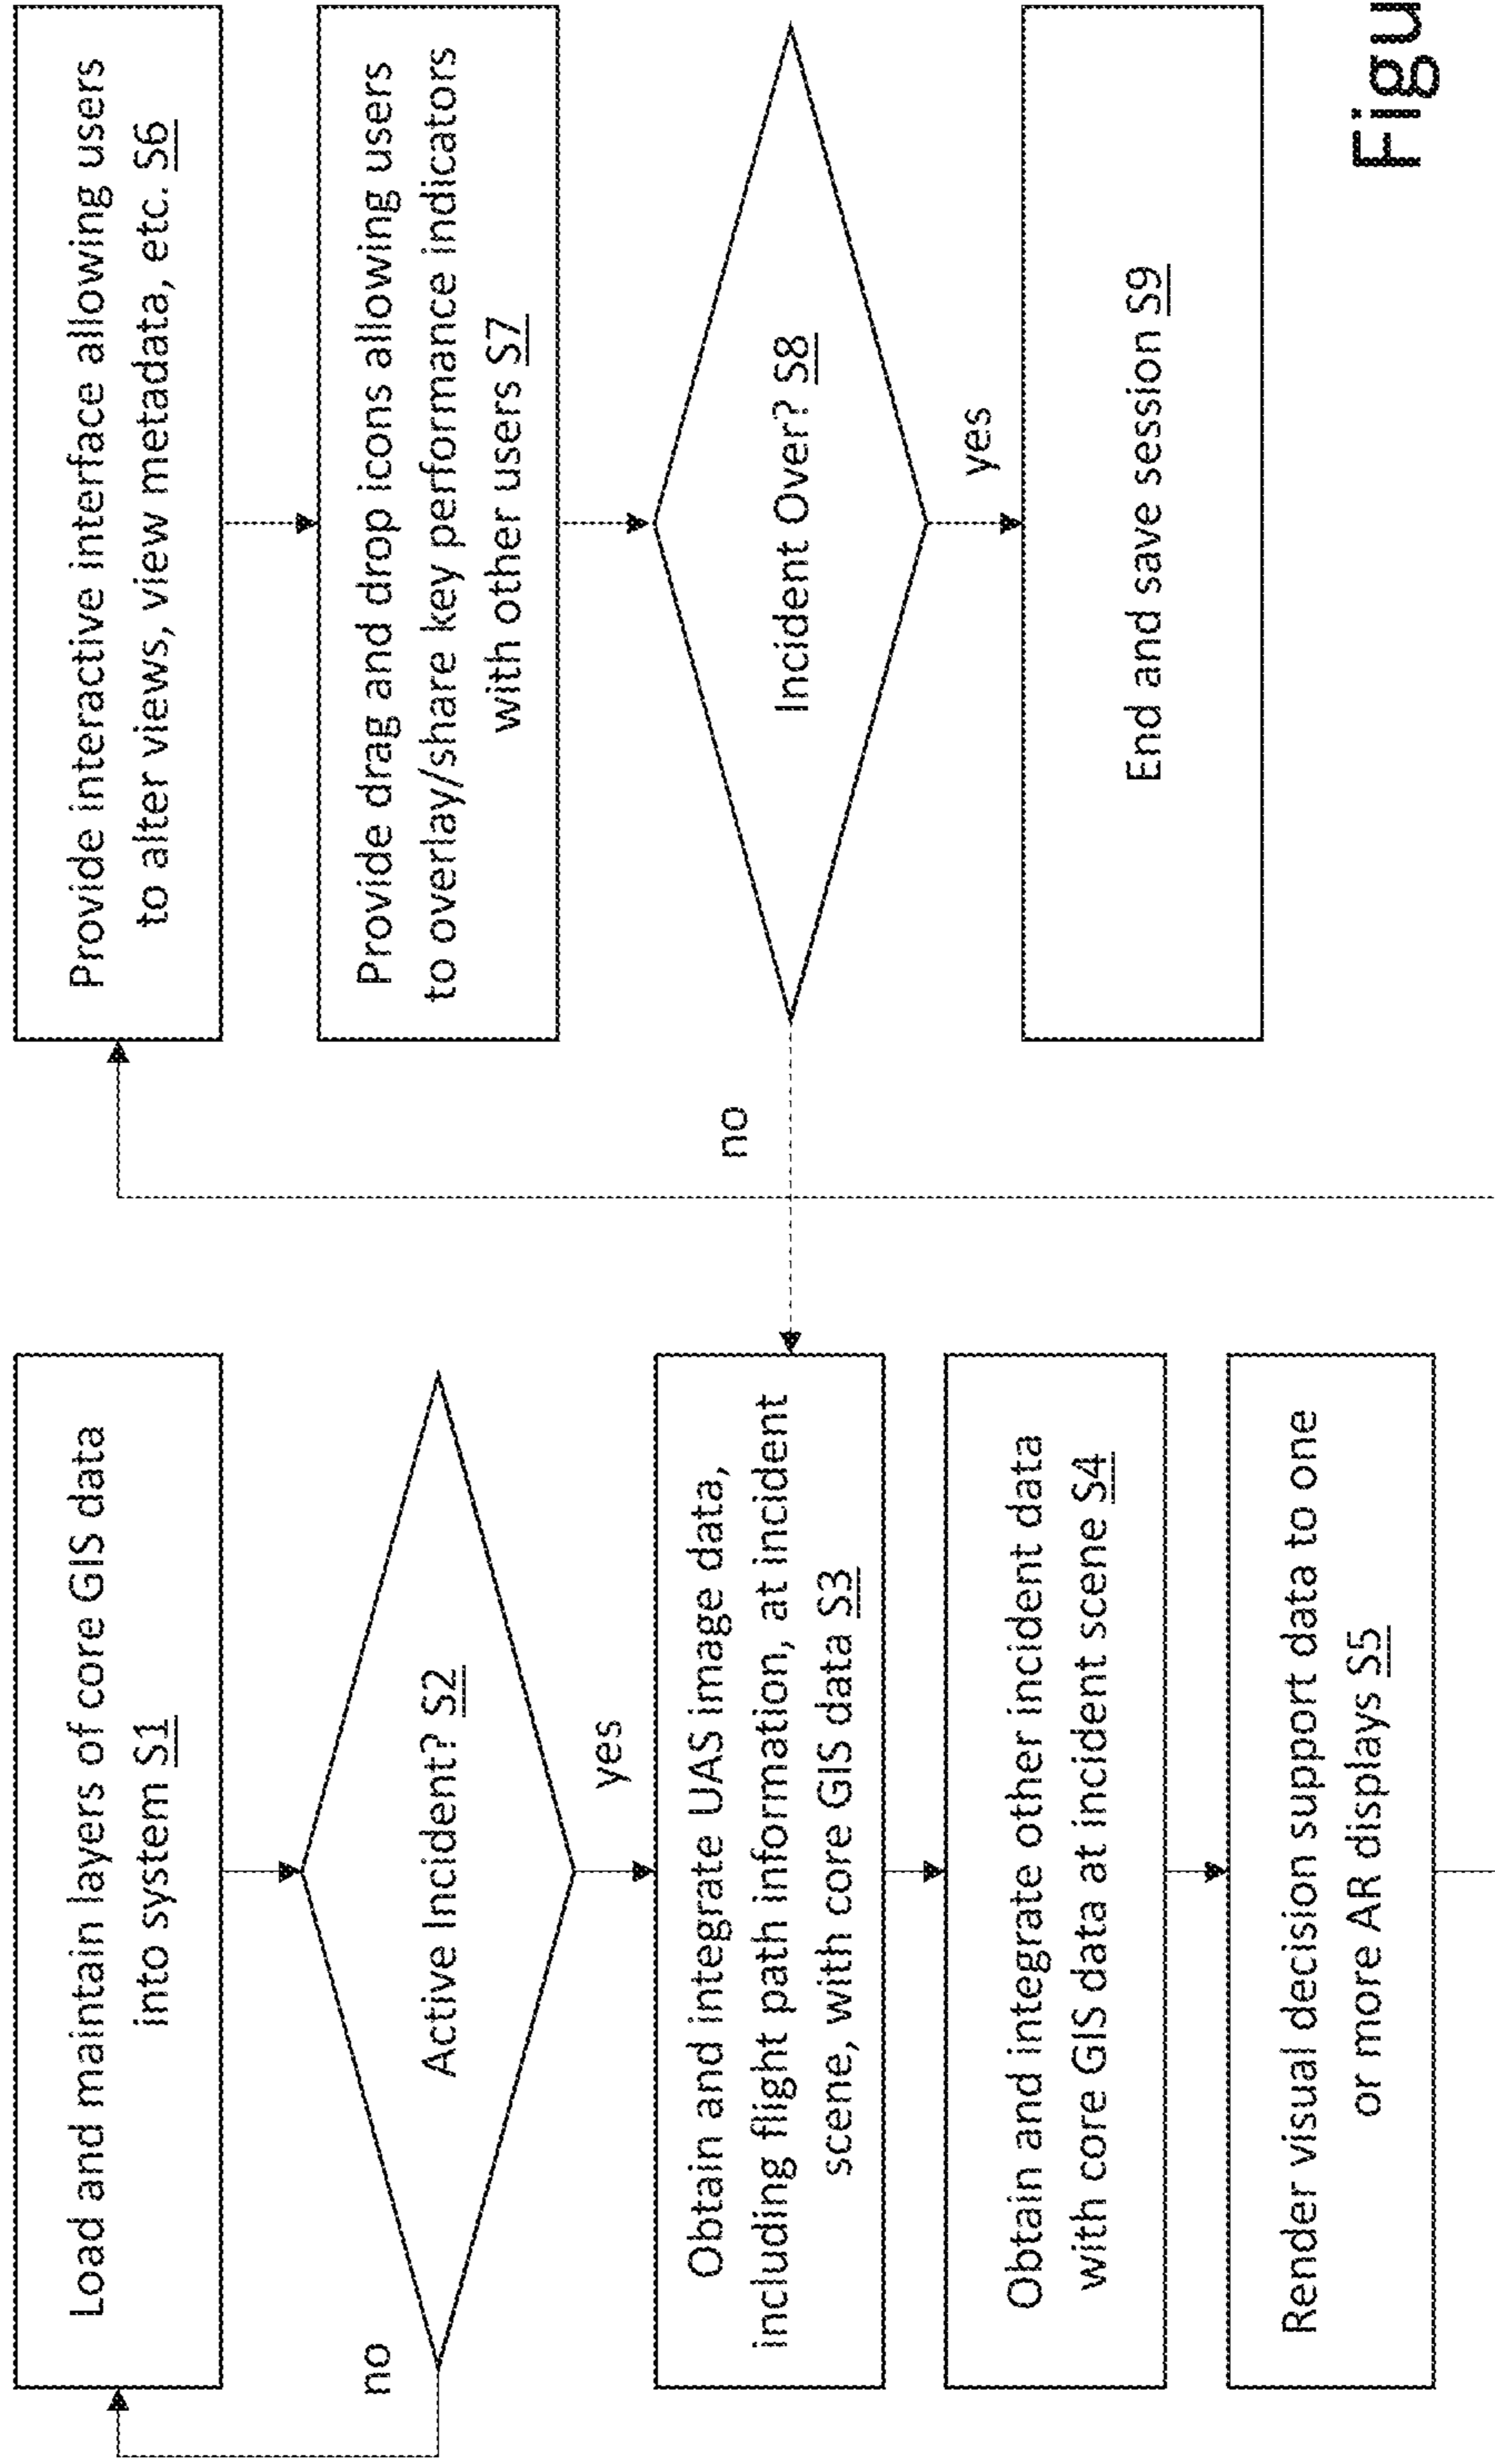 Load and maintain layers of core GIS data
into system S1
no
Active Incident? S2
yes
Obtain and integrate UAS image data,
including flight path information, at incident
scene, with core GIS data S3
Obtain and integrate other incident data
with core GIS data at incident scene S4
Render visual decision support data to one
or more AR displays S5
Provide interactive interface allowing users
to alter views, view metadata, etc. S6
Provide drag and drop icons allowing users
to overlay/share key performance indicators
with other users S7
no
Incident Over? S8
yes
End and save session S9
Figu